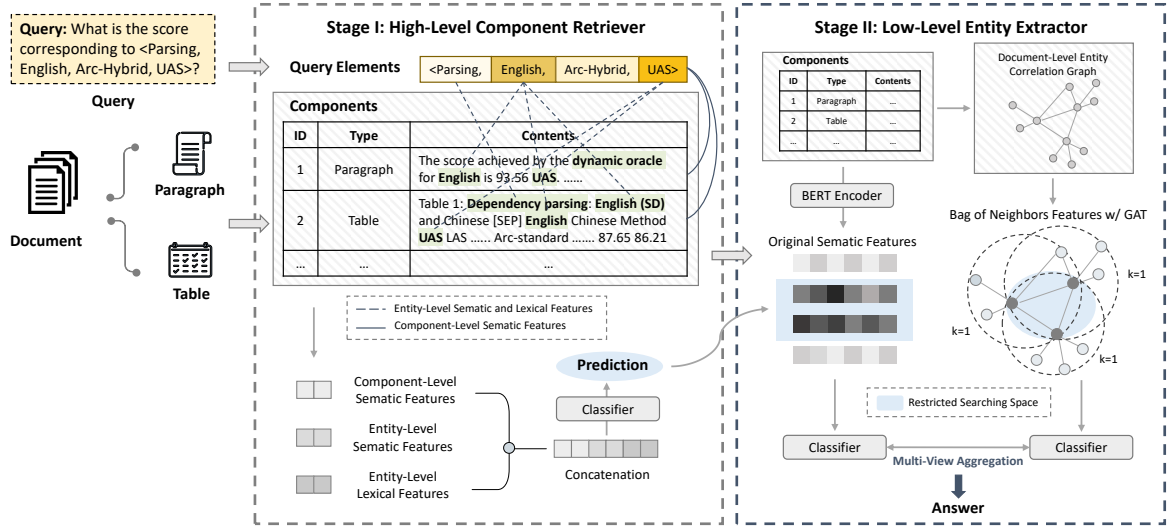 Query: What is the score
corresponding to <Parsing,
English, Arc-Hybrid, UAS>?
Query
Document
Paragraph
Table
Stage I: High-Level Component Retriever
Query Elements
<Parsing,
English,
Arc-Hybrid,
UAS>
Components
ID
Type
Contents
1
Paragraph
The score achieved by the dynamic oracle
for English is 93.56 UAS. ......
2
Table
Table 1: Dependency parsing: English (SD)
and Chinese [SEP] English Chinese Method
UAS LAS ...... Arc-standard ....... 87.65 86.21
...
...
...
Entity-Level Sematic and Lexical Features
Component-Level Sematic Features
Component-Level
Sematic Features
Entity-Level
Sematic Features
Entity-Level
Lexical Features
Prediction
Classifier
Concatenation
Stage II: Low-Level Entity Extractor
Components
ID
Type
Contents
1
Paragraph
...
2
Table
...
...
...
...
Document-Level Entity
Correlation Graph
BERT Encoder
Original Sematic Features
Bag of Neighbors Features w/ GAT
k=1
k=1
k=1
Restricted Searching Space
Classifier
Classifier
Multi-View Aggregation
Answer